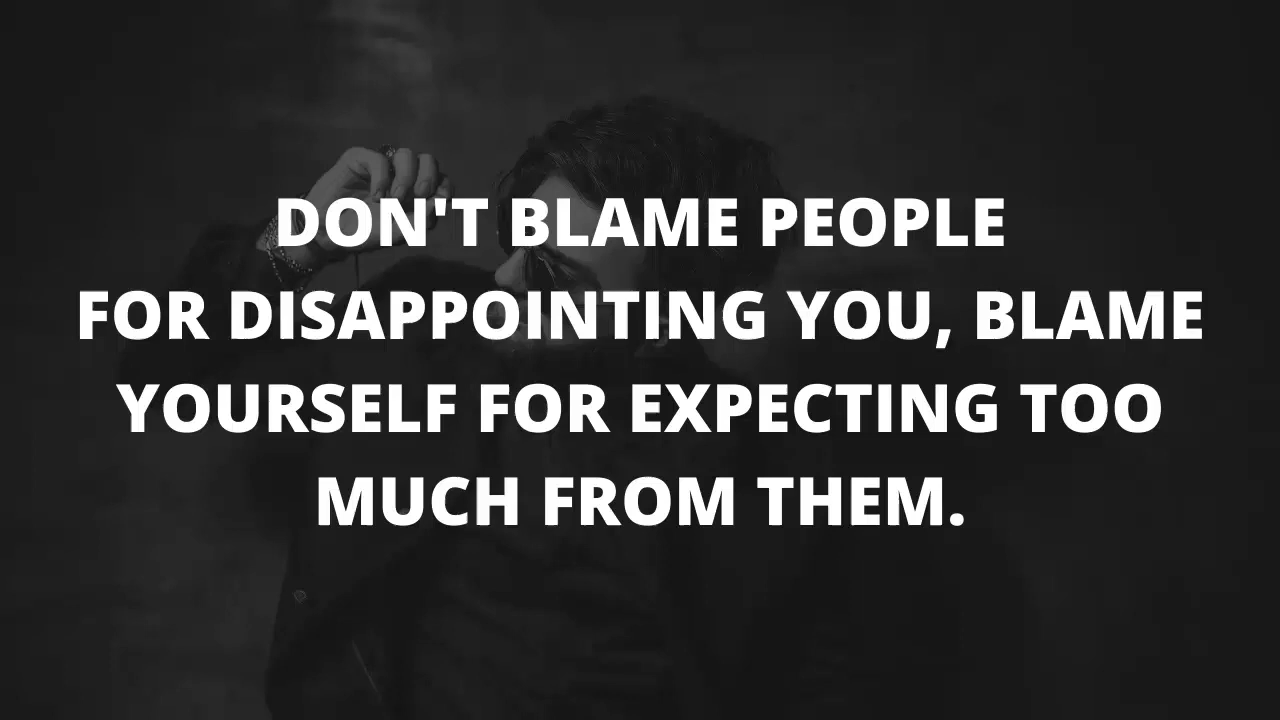 DON'T BLAME PEOPLE
FOR DISAPPOINTING YOU, BLAME
YOURSELF FOR EXPECTING TOO
MUCH FROM THEM.